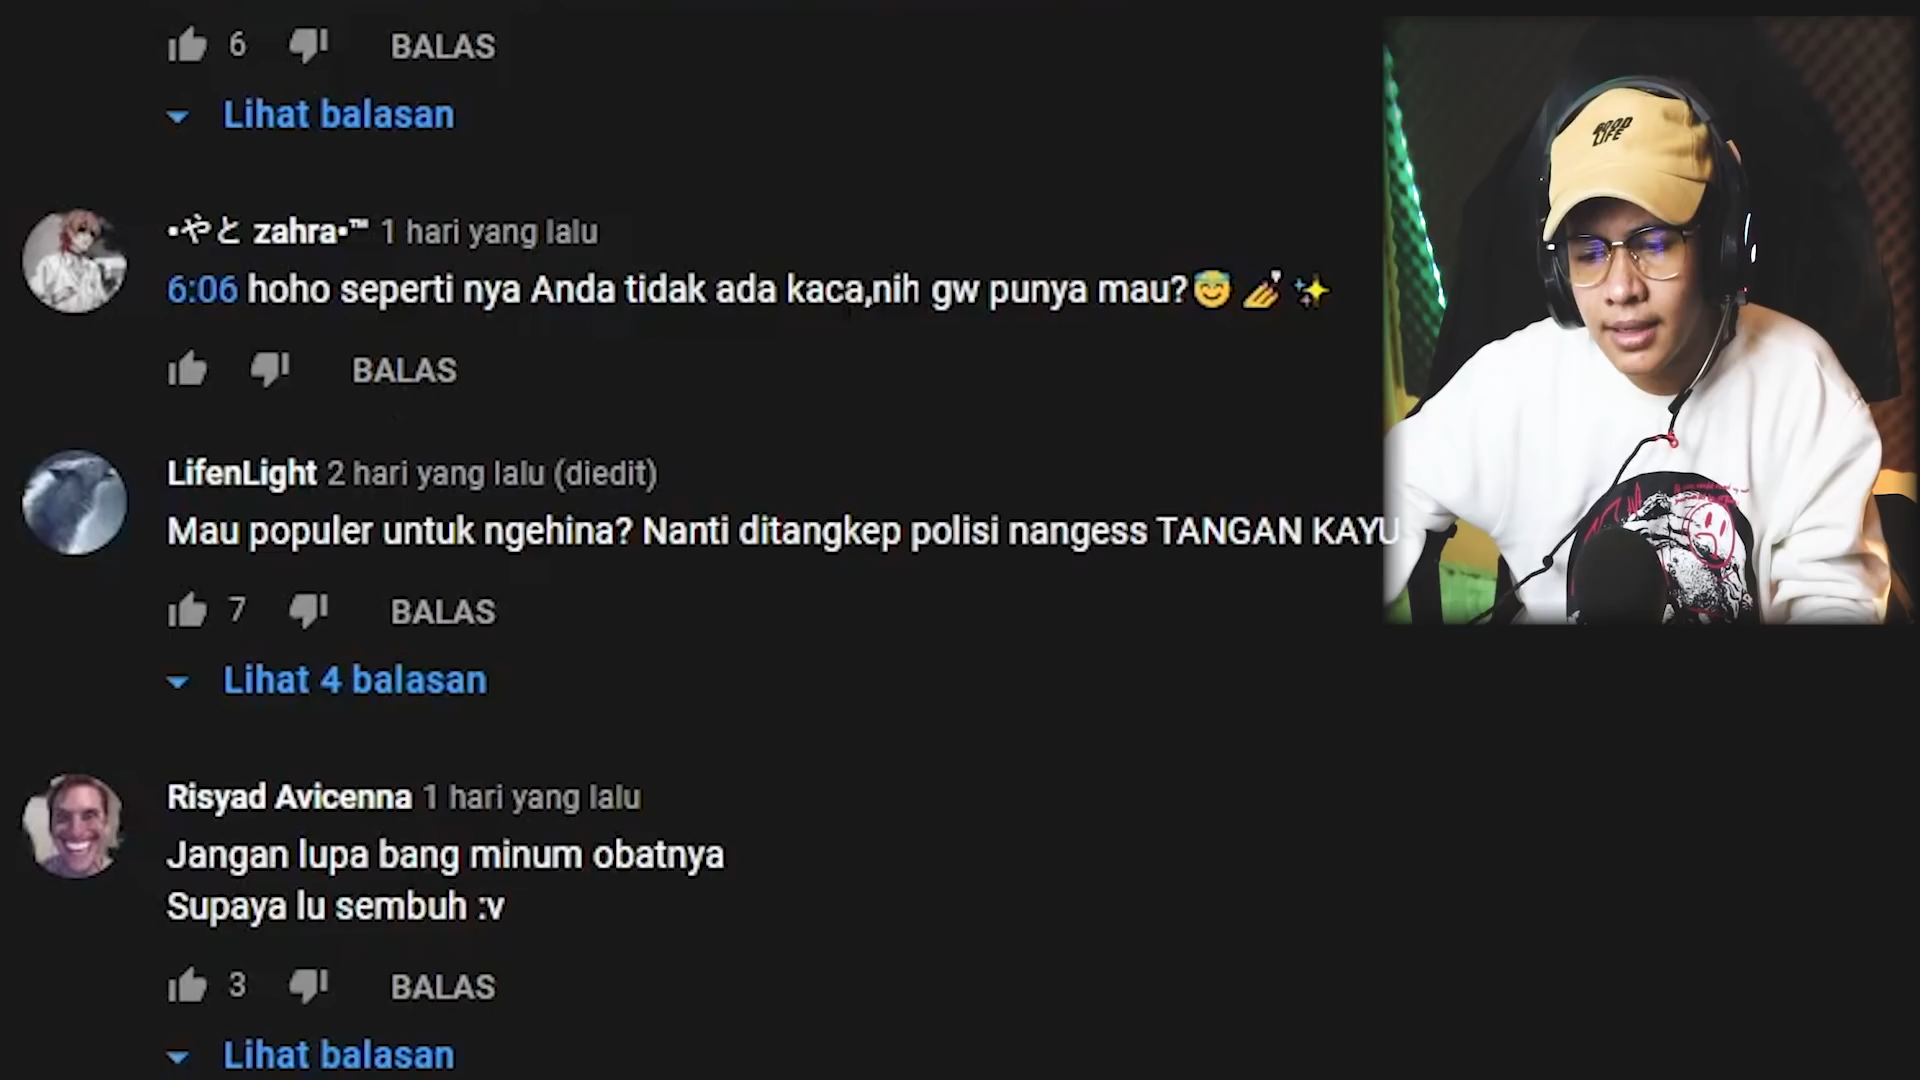 6 BALAS
Lihat balasan
•やと zahra•™ 1 hari yang lalu
6:06 hoho seperti nya Anda tidak ada kaca,nih gw punya mau?😇 💅 ✨
BALAS
LifenLight 2 hari yang lalu (diedit)
Mau populer untuk ngehina? Nanti ditangkep polisi nangess TANGAN KAYU
7 BALAS
Lihat 4 balasan
Risyad Avicenna 1 hari yang lalu
Jangan lupa bang minum obatnya
Supaya lu sembuh :v
3 BALAS
Lihat balasan
GOOD
LIFE